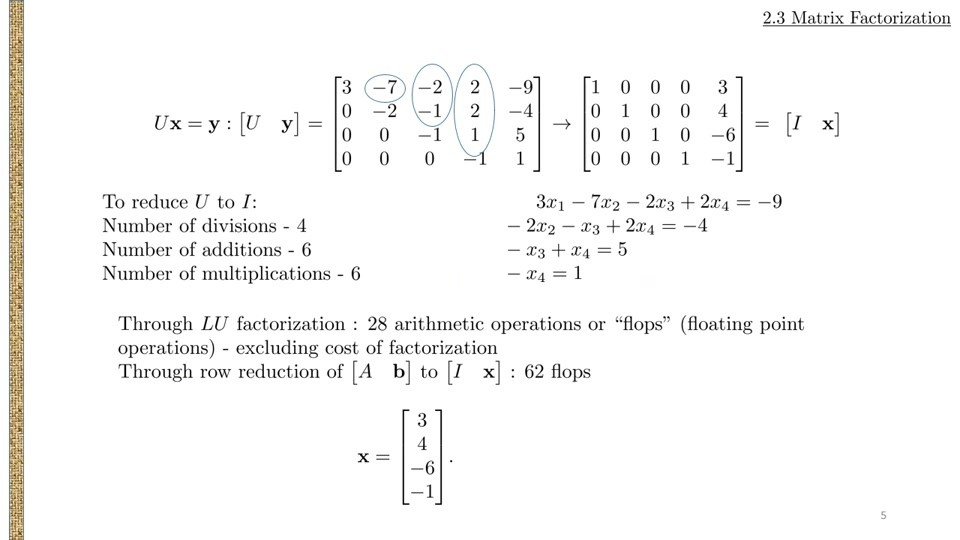 2.3 Matrix Factorization
Ux = y : [U y] = [3 −7 −2 2 −9; 0 −2 −1 2 −4; 0 0 −1 1 5; 0 0 0 −1 1] → [1 0 0 0 3; 0 1 0 0 4; 0 0 1 0 −6; 0 0 0 1 −1] = [I x]
To reduce U to I:
Number of divisions - 4
Number of additions - 6
Number of multiplications - 6
3x₁ − 7x₂ − 2x₃ + 2x₄ = −9
− 2x₂ − x₃ + 2x₄ = −4
− x₃ + x₄ = 5
− x₄ = 1
Through LU factorization : 28 arithmetic operations or “flops” (floating point
operations) - excluding cost of factorization
Through row reduction of [A b] to [I x] : 62 flops
x = [3; 4; −6; −1].
5